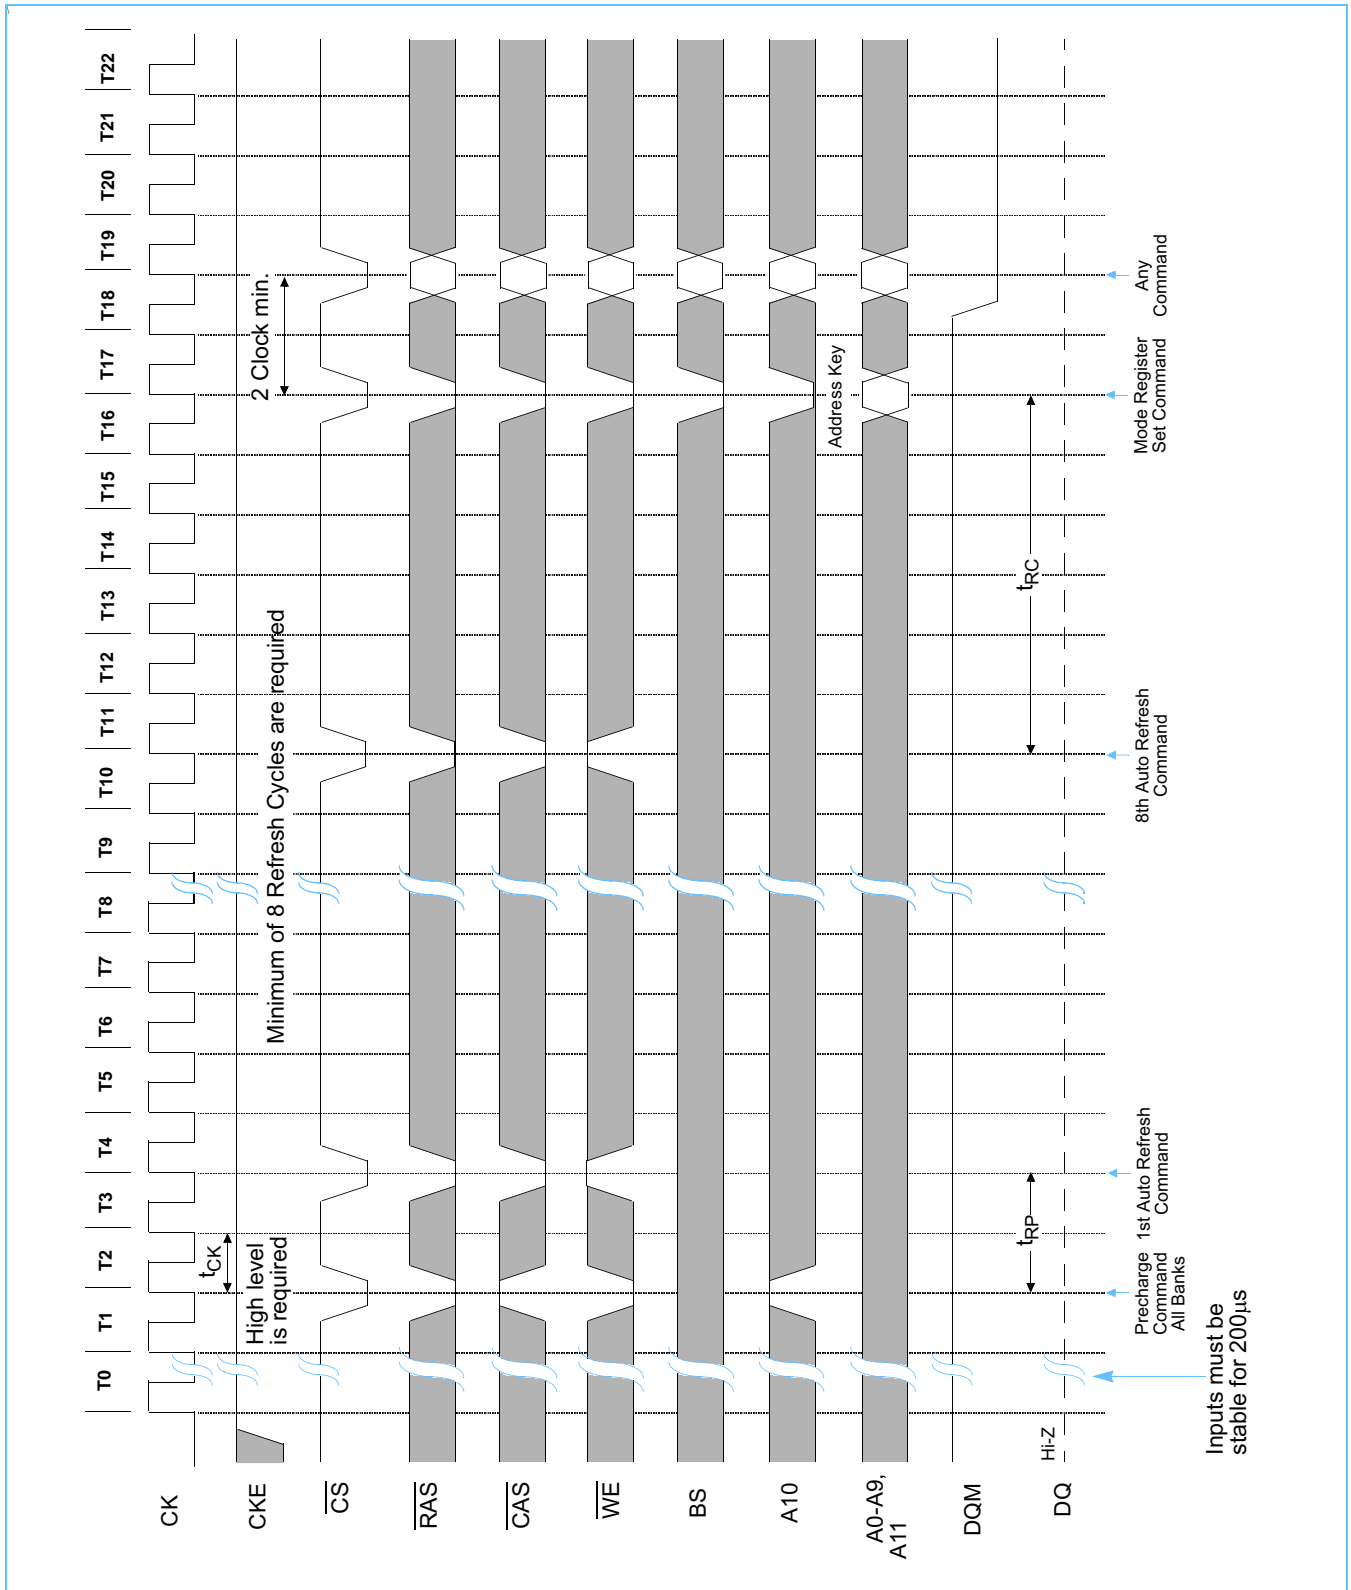 T0 T1 T2 T3 T4 T5 T6 T7 T8 T9 T10 T11 T12 T13 T14 T15 T16 T17 T18 T19 T20 T21 T22
CK
tCK
CKE
High level
is required
Minimum of 8 Refresh Cycles are required
2 Clock min.
CS
RAS
CAS
WE
BS
A10
Address Key
A0-A9,
A11
DQM
tRP
tRC
Hi-Z
DQ
Precharge
Command
All Banks
1st Auto Refresh
Command
8th Auto Refresh
Command
Mode Register
Set Command
Any
Command
Inputs must be
stable for 200µs